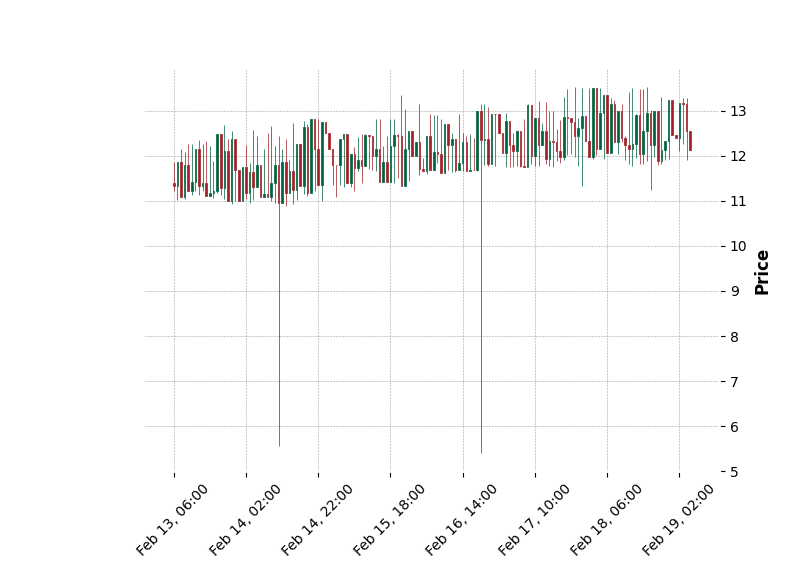 13
12
11
10
9
8
7
6
5
Price
Feb 13, 06:00
Feb 14, 02:00
Feb 14, 22:00
Feb 15, 18:00
Feb 16, 14:00
Feb 17, 10:00
Feb 18, 06:00
Feb 19, 02:00